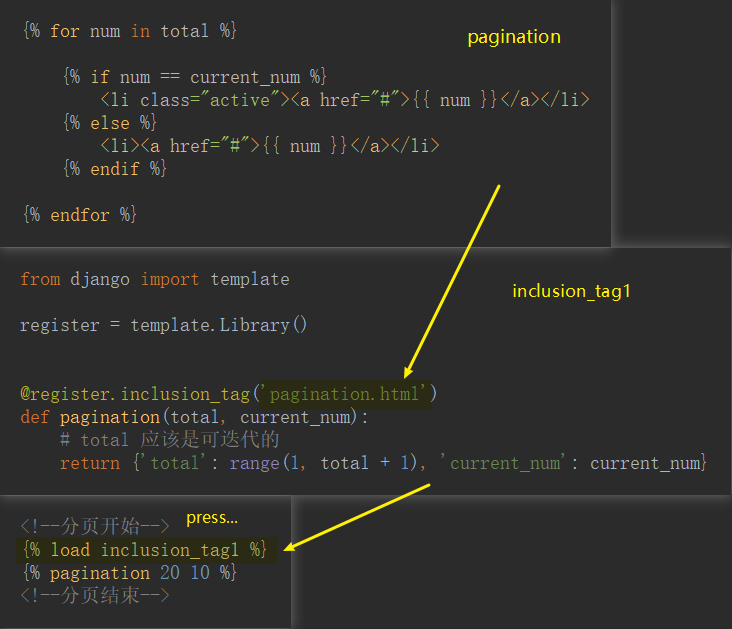 {% for num in total %}
pagination
{% if num == current_num %}
<li class="active"><a href="#">{{ num }}</a></li>
{% else %}
<li><a href="#">{{ num }}</a></li>
{% endif %}
{% endfor %}
from django import template
inclusion_tag1
register = template.Library()
@register.inclusion_tag('pagination.html')
def pagination(total, current_num):
# total 应该是可迭代的
return {'total': range(1, total + 1), 'current_num': current_num}
<!--分页开始-->
press...
{% load inclusion_tag1 %}
{% pagination 20 10 %}
<!--分页结束-->